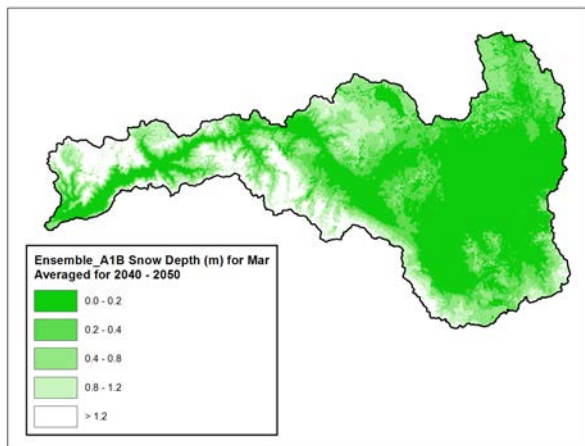 Ensemble_A1B Snow Depth (m) for Mar
Averaged for 2040 - 2050
0.0 - 0.2
0.2 - 0.4
0.4 - 0.8
0.8 - 1.2
> 1.2